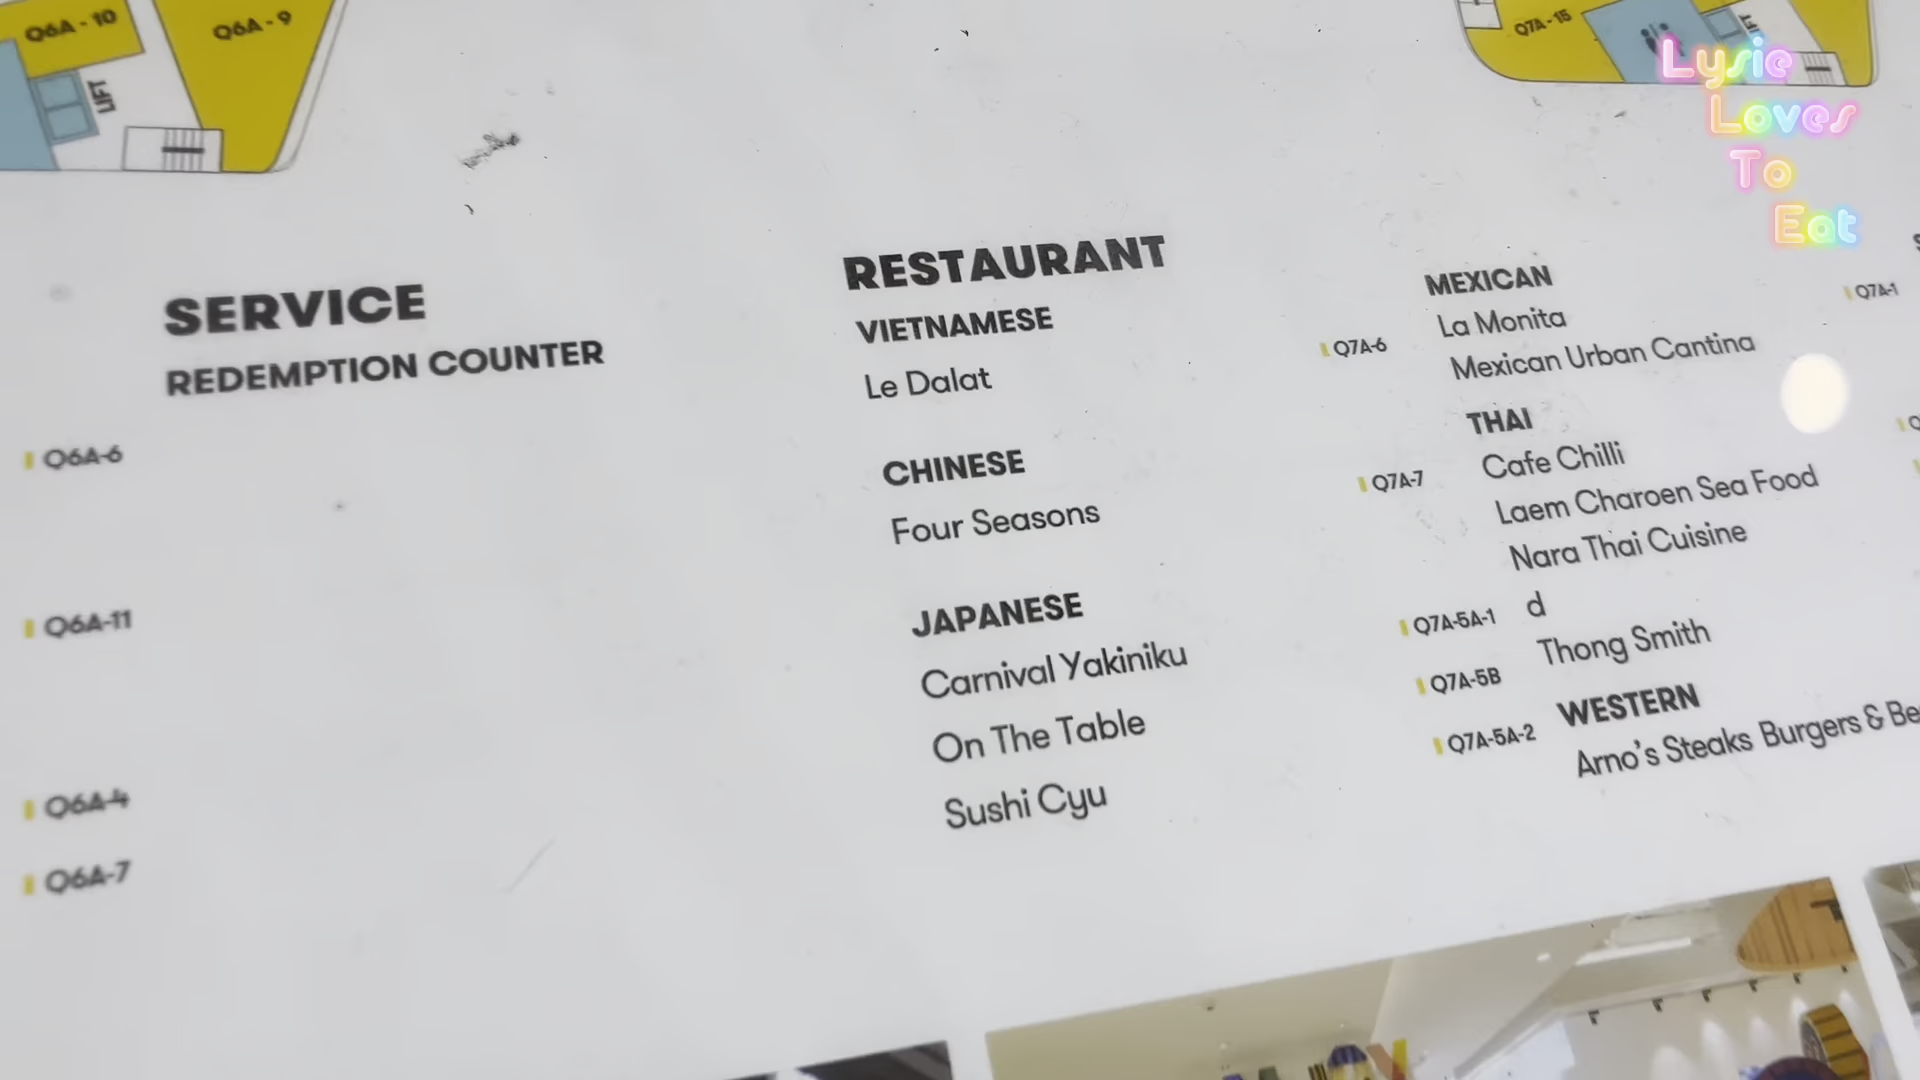 Q6A - 10
Q6A - 9
LIFT
Q7A - 15
LIFT
Lysie
Loves
To
Eat
SERVICE
REDEMPTION COUNTER
Q6A-6
Q6A-11
Q6A-4
Q6A-7
RESTAURANT
VIETNAMESE
Le Dalat Q7A-6
CHINESE
Four Seasons Q7A-7
JAPANESE
Carnival Yakiniku Q7A-5A-1
On The Table Q7A-5B
Sushi Cyu Q7A-5A-2
MEXICAN
La Monita Q7A-1
Mexican Urban Cantina
THAI
Cafe Chilli
Laem Charoen Sea Food
Nara Thai Cuisine
d
Thong Smith
WESTERN
Arno's Steaks Burgers &